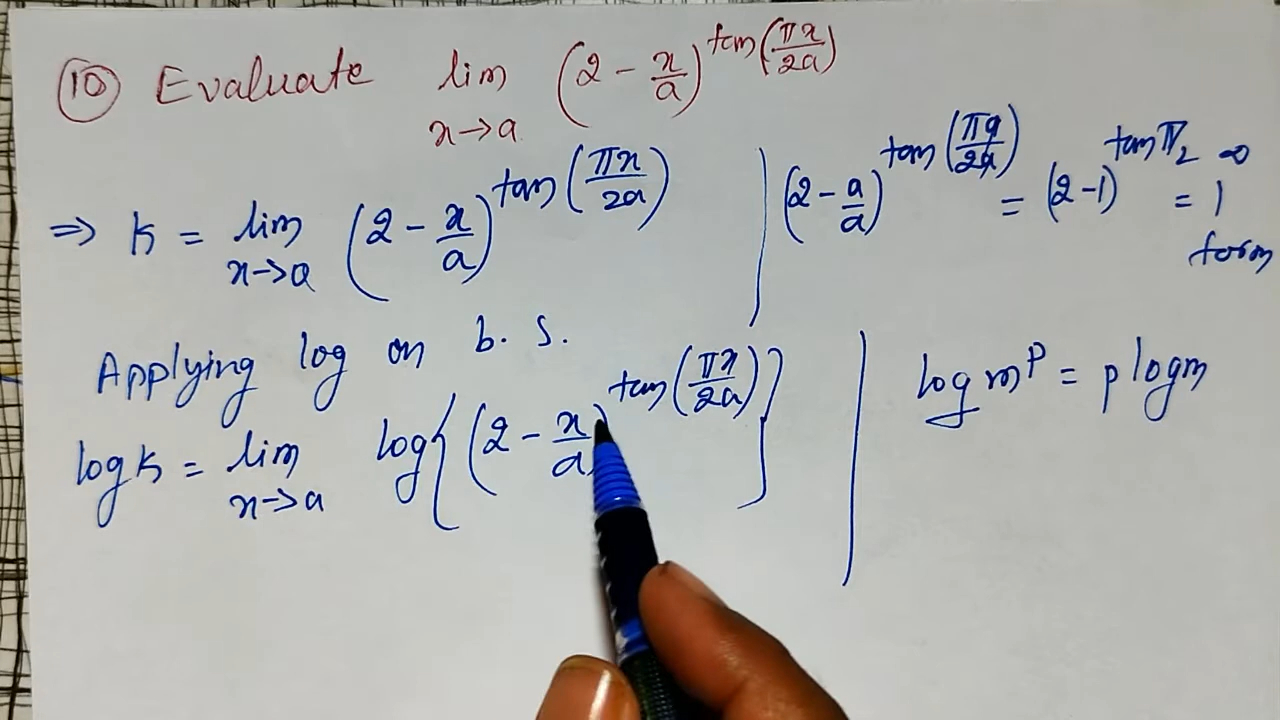 (10) Evaluate lim x→a (2 - x/a)^tan(πx/2a)
⇒ k = lim x→a (2 - x/a)^tan(πx/2a) | (2 - a/a)^tan(πa/2a) = (2-1)^tan π/2 = 1^∞ form
Applying log on b. s.
log k = lim x→a log{(2 - x/a)^tan(πx/2a)} | log m^p = p log m